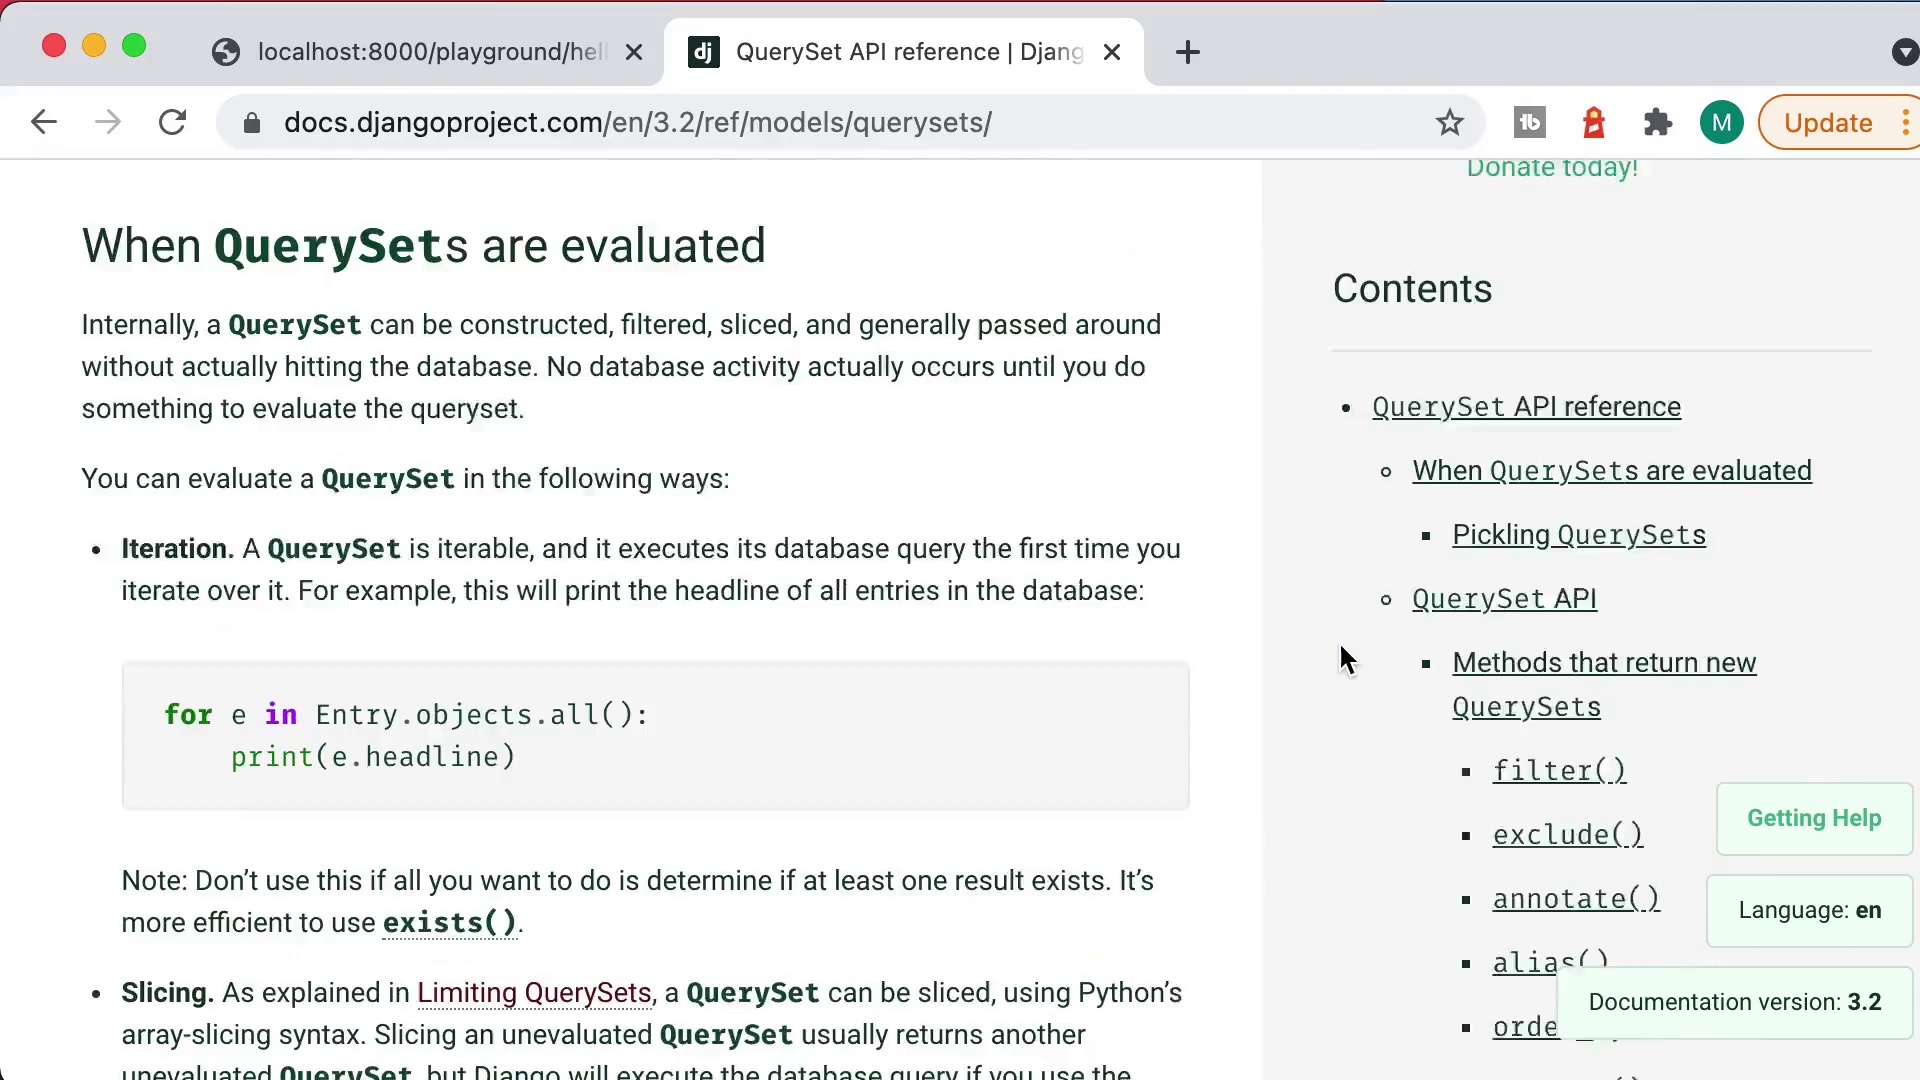 localhost:8000/playground/hell
QuerySet API reference | Djang
docs.djangoproject.com/en/3.2/ref/models/querysets/
M
Update
When QuerySets are evaluated
Internally, a QuerySet can be constructed, filtered, sliced, and generally passed around
without actually hitting the database. No database activity actually occurs until you do
something to evaluate the queryset.
You can evaluate a QuerySet in the following ways:
• Iteration. A QuerySet is iterable, and it executes its database query the first time you
iterate over it. For example, this will print the headline of all entries in the database:
for e in Entry.objects.all():
print(e.headline)
Note: Don’t use this if all you want to do is determine if at least one result exists. It’s
more efficient to use exists().
• Slicing. As explained in Limiting QuerySets, a QuerySet can be sliced, using Python’s
array-slicing syntax. Slicing an unevaluated QuerySet usually returns another
unevaluated QuerySet, but Django will execute the database query if you use the
Donate today!
Contents
QuerySet API reference
When QuerySets are evaluated
Pickling QuerySets
QuerySet API
Methods that return new
QuerySets
filter()
exclude()
annotate()
alias()
orde
Getting Help
Language: en
Documentation version: 3.2